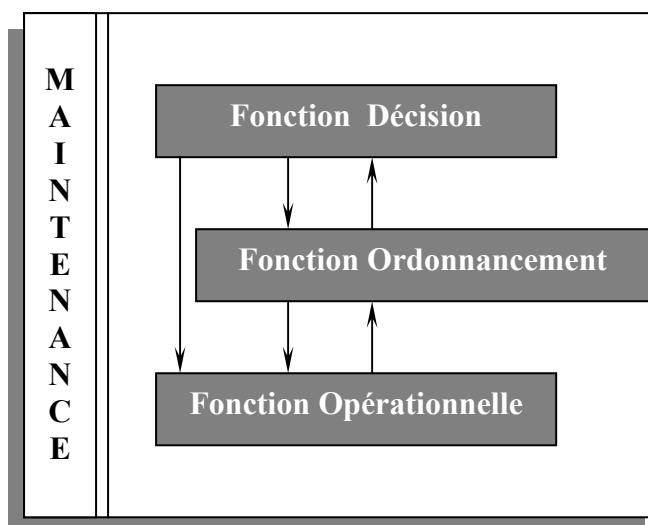 M
A
I
N
T
E
N
A
N
C
E
Fonction Décision
Fonction Ordonnancement
Fonction Opérationnelle